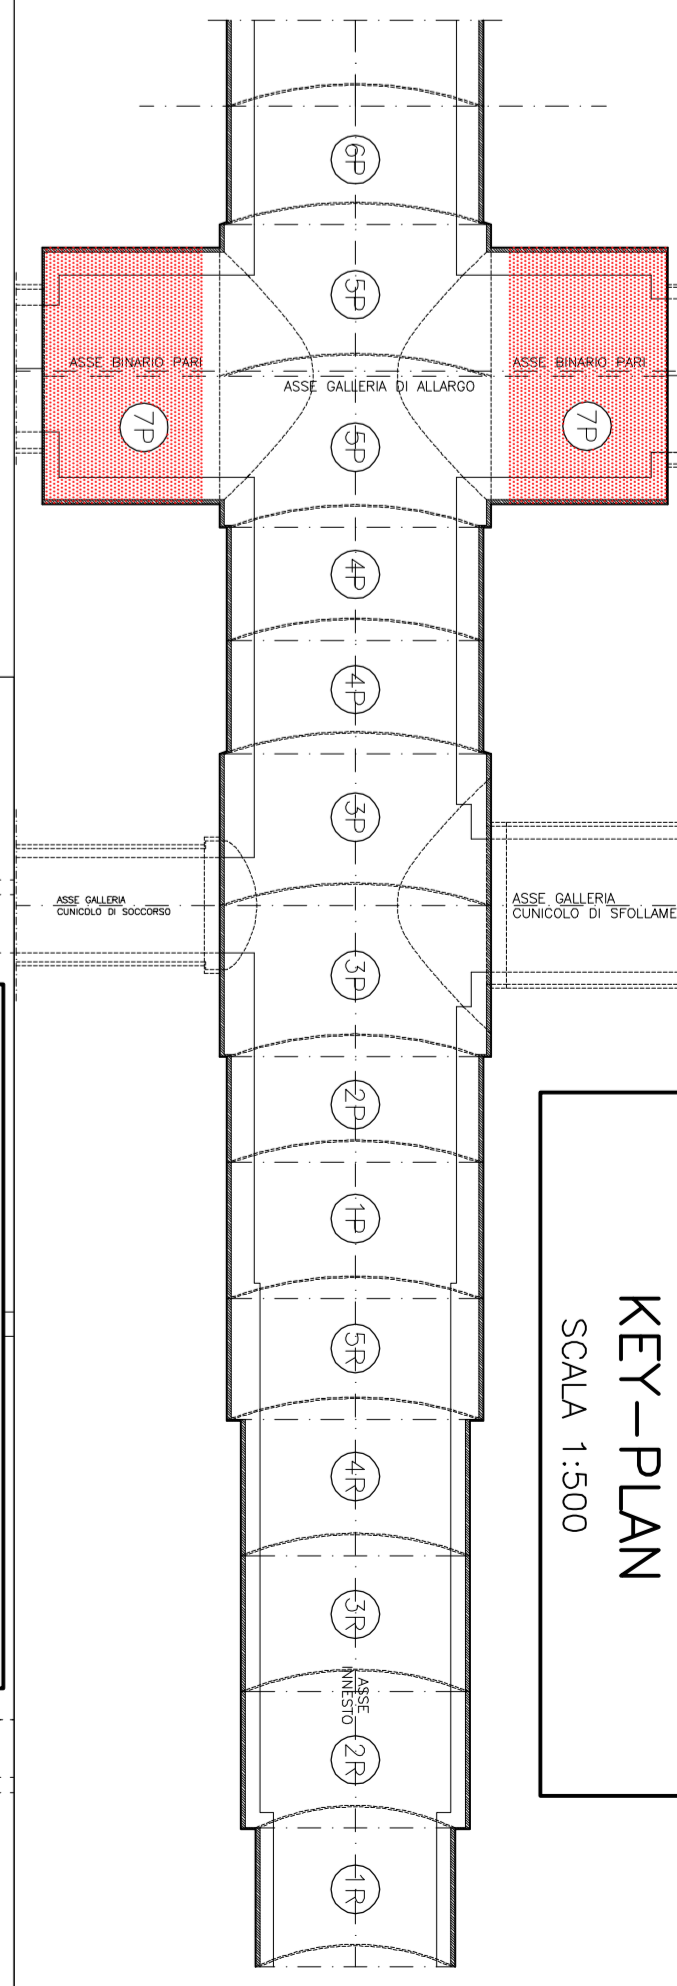 6P
5P
ASSE BINARIO PARI
ASSE BINARIO PARI
ASSE GALLERIA DI ALLARGO
7P
7P
5P
4P
4P
3P
ASSE GALLERIA
CUNICOLO DI SOCCORSO
ASSE GALLERIA
CUNICOLO DI SFOLLAME
3P
2P
1P
5R
4R
3R
ASSE
INNESTO
2R
1R
KEY-PLAN
SCALA 1:500